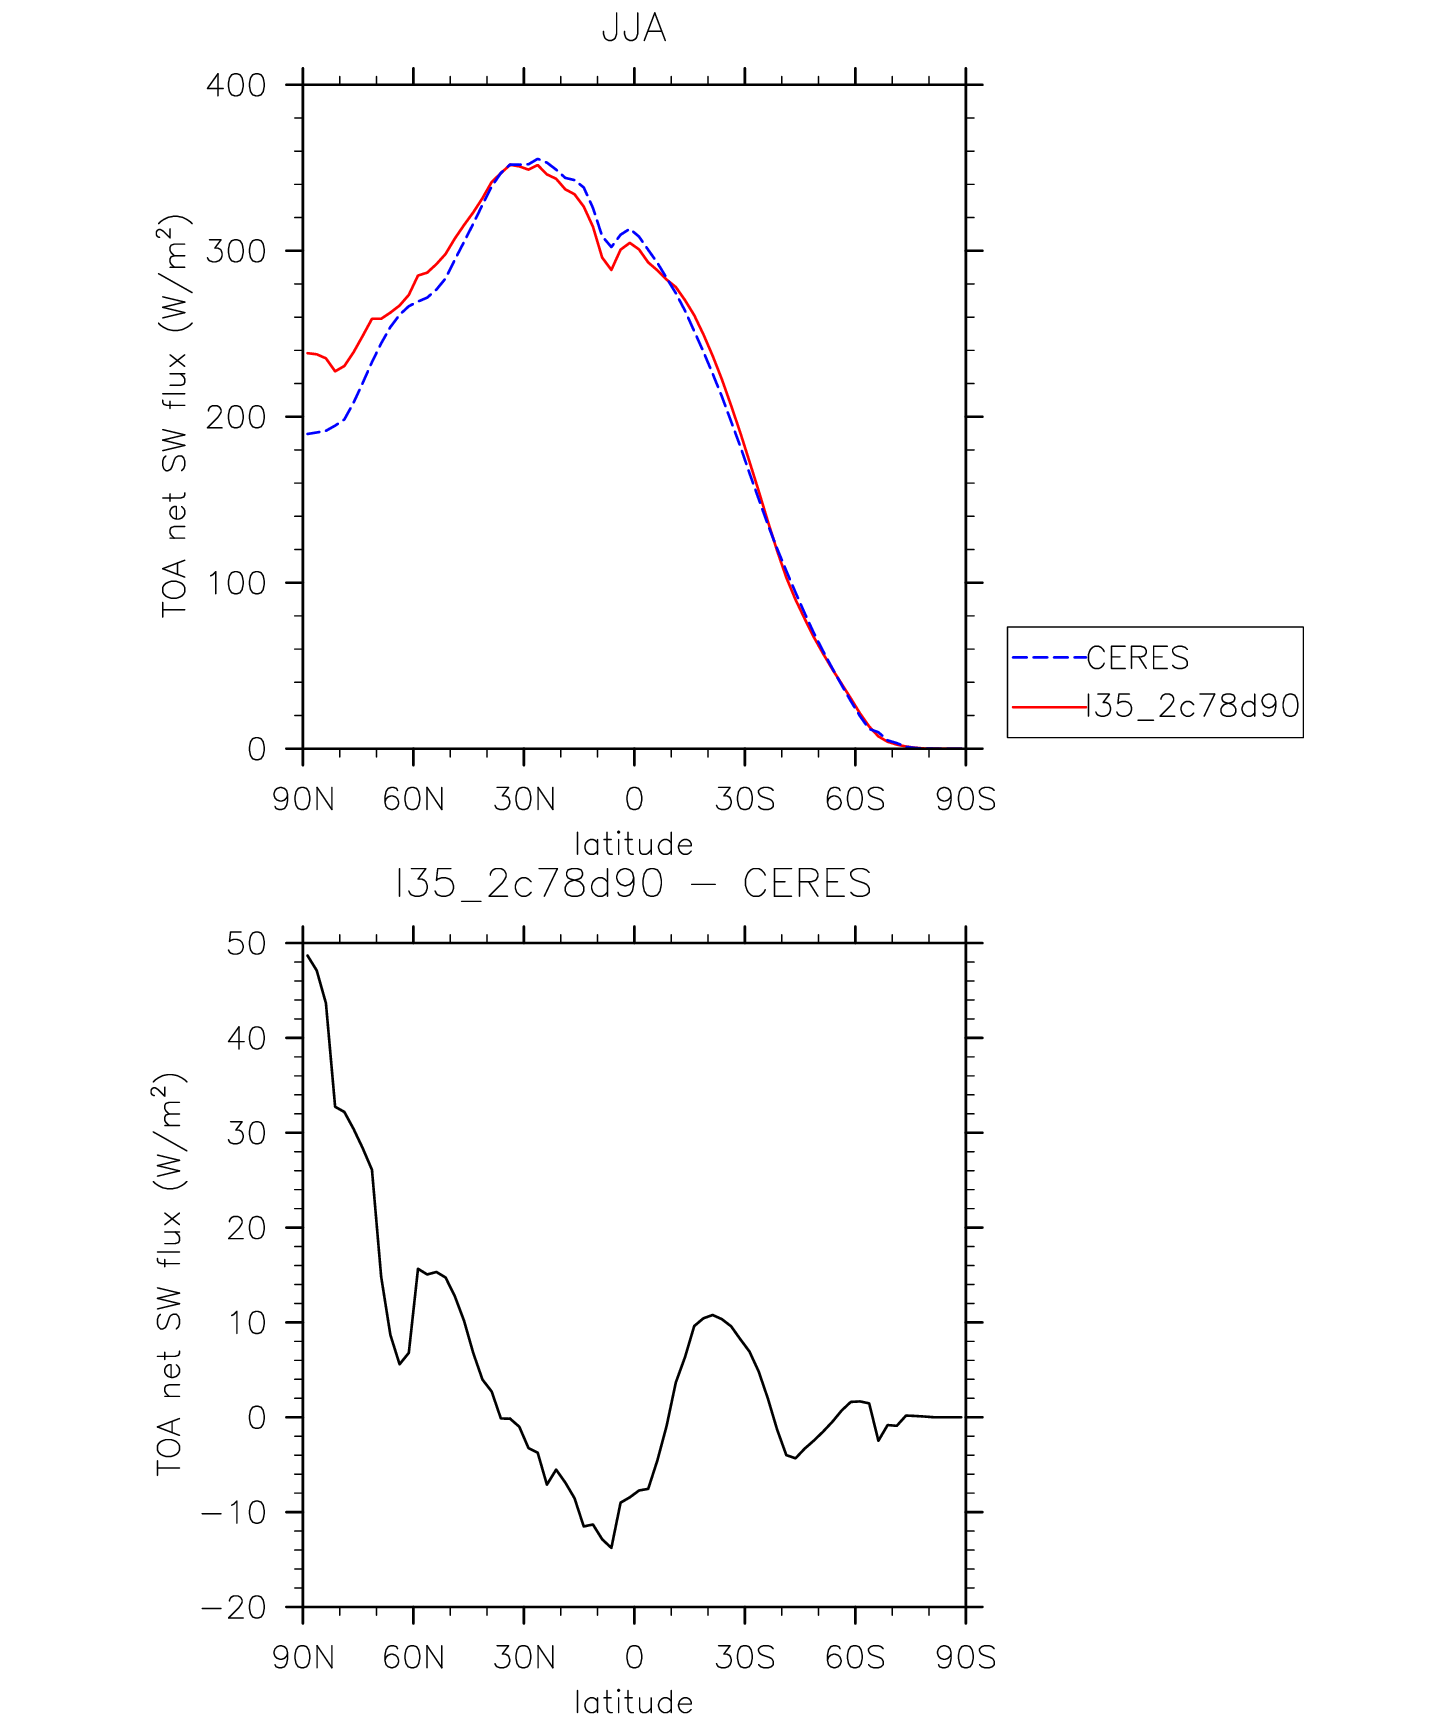 JJA
400
300
200
100
0
TOA net SW flux (W/m²)
90N 60N 30N 0 30S 60S 90S
latitude
CERES
I35_2c78d90
I35_2c78d90 − CERES
50
40
30
20
10
0
−10
−20
TOA net SW flux (W/m²)
90N 60N 30N 0 30S 60S 90S
latitude